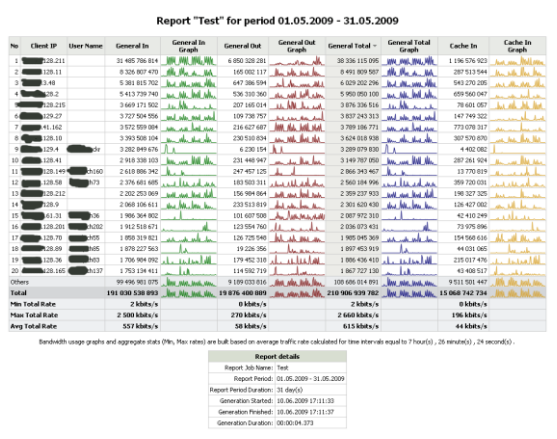 Report "Test" for period 01.05.2009 - 31.05.2009
No Client IP User Name General In General In Graph General Out General Out Graph General Total General Total Graph Cache In Cache In Graph
1 128.211 31 485 786 814 6 850 328 281 38 336 115 095 1 196 576 923
2 128.11 8 326 807 470 165 002 117 8 491 809 587 287 513 544
3 3.48 5 381 815 702 647 386 594 6 029 202 296 543 270 205
4 128.2 5 413 739 740 536 310 360 5 950 050 100 659 560 047
5 128.215 3 669 171 502 207 165 014 3 876 336 516 78 601 057
6 129.27 3 727 504 556 109 738 757 3 837 243 313 147 749 322
7 41.162 3 572 559 084 216 627 687 3 789 186 771 773 078 317
8 128.10 3 393 508 104 230 510 834 3 624 018 938 307 570 870
9 129.4 3 282 849 676 6 230 154 3 289 079 830 4 402 082
10 128.41 2 918 338 103 231 448 947 3 149 787 050 287 261 924
11 128.149 h160 2 618 886 342 247 457 125 2 866 343 467 13 770 819
12 128.58 h73 2 376 681 685 183 503 311 2 560 184 996 359 720 031
13 128.212 2 202 253 069 156 984 864 2 359 237 933 198 327 325
14 128.9 2 068 106 611 233 513 819 2 301 620 430 126 427 002
15 61.31 1 986 364 802 101 607 508 2 087 972 310 42 410 249
16 128.201 h202 1 912 518 671 123 554 760 2 036 073 431 73 975 896
17 128.70 h55 1 858 319 821 126 725 548 1 985 045 369 154 568 616
18 128.89 1 878 227 563 19 226 356 1 897 453 919 44 031 065
19 128.36 h83 1 706 984 092 179 452 318 1 886 436 410 235 017 476
20 128.165 h137 1 753 134 411 114 592 719 1 867 727 130 43 408 517
Others 99 496 981 075 9 189 033 816 108 686 014 891 9 511 501 447
Total 191 030 538 893 19 876 400 889 210 906 939 782 15 068 742 734
Min Total Rate 2 kbits/s 0 kbits/s 2 kbits/s 0 kbits/s
Max Total Rate 2 500 kbits/s 270 kbits/s 2 660 kbits/s 196 kbits/s
Avg Total Rate 557 kbits/s 58 kbits/s 615 kbits/s 44 kbits/s
Bandwidth usage graphs and aggregate stats (Min, Max rates) are built based on average traffic rate calculated for time intervals equal to 7 hour(s) , 26 minute(s) , 24 second(s) .
Report details
Report Job Name: Test
Report Period: 01.05.2009 - 31.05.2009
Report Period Duration: 31 day(s)
Generation Started: 10.06.2009 17:11:33
Generation Finished: 10.06.2009 17:11:37
Generation Duration: 00:00:04.373